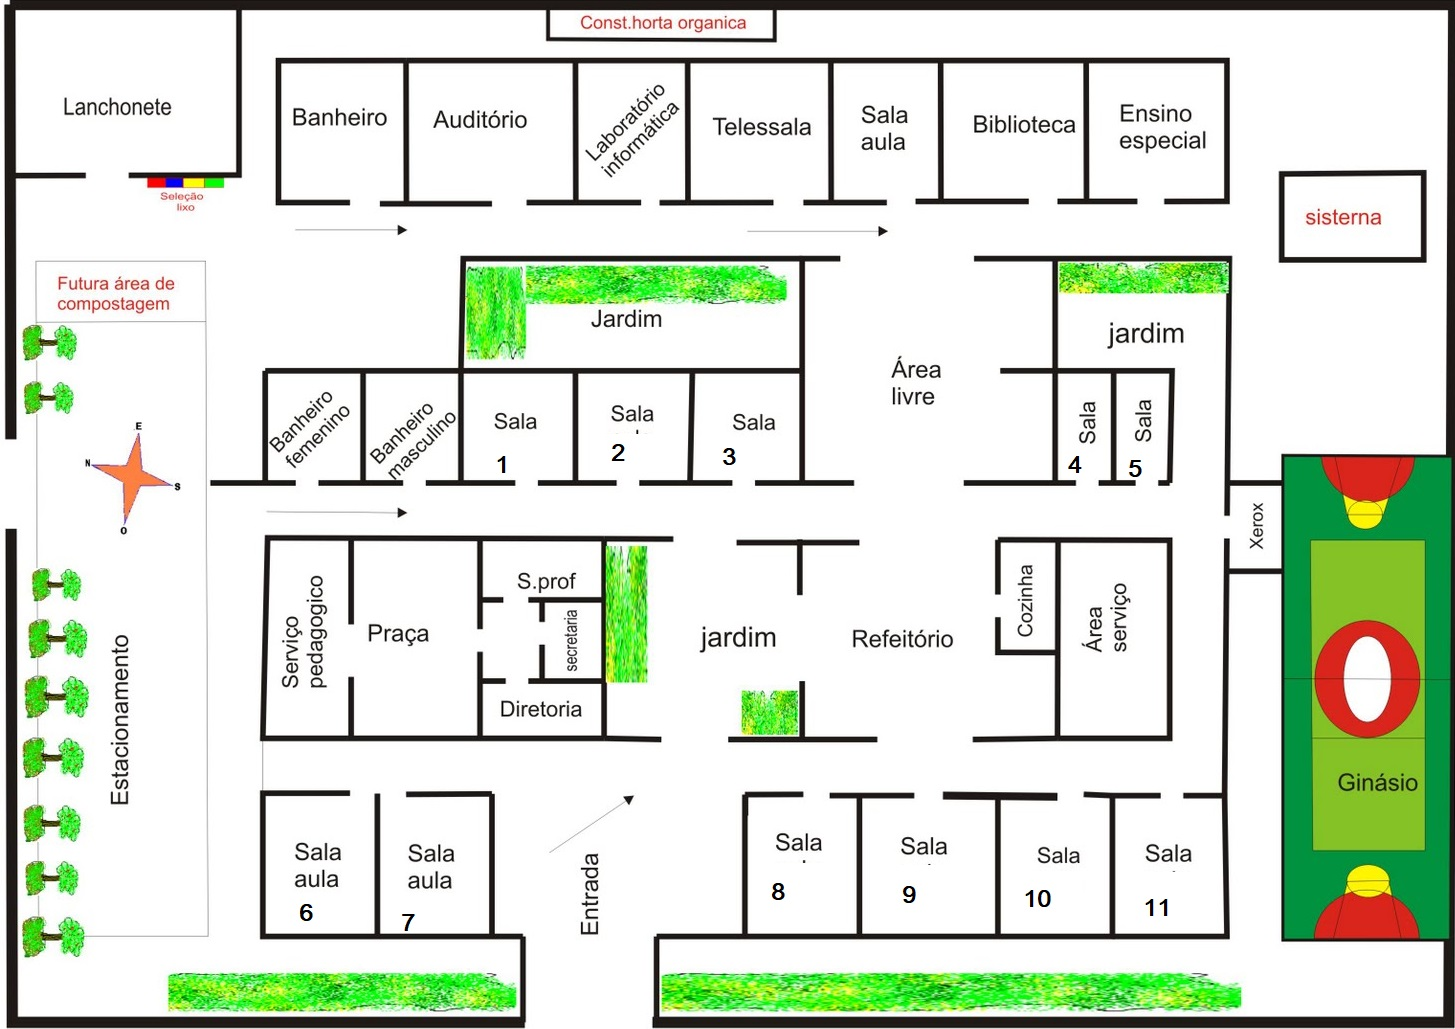 Const.horta organica
Lanchonete
Banheiro
Auditório
Laboratório
informática
Telessala
Sala
aula
Biblioteca
Ensino
especial
Seleção
lixo
sisterna
Futura área de
compostagem
Jardim
jardim
Área
livre
Banheiro
femenino
Banheiro
masculino
Sala
1
Sala
2
Sala
3
Sala
4
Sala
5
E
N
S
O
Xerox
Serviço
pedagogico
Praça
S.prof
secretaria
Diretoria
jardim
Refeitório
Cozinha
Área
serviço
Estacionamento
Ginásio
Sala
aula
6
Sala
aula
7
Entrada
Sala
8
Sala
9
Sala
10
Sala
11